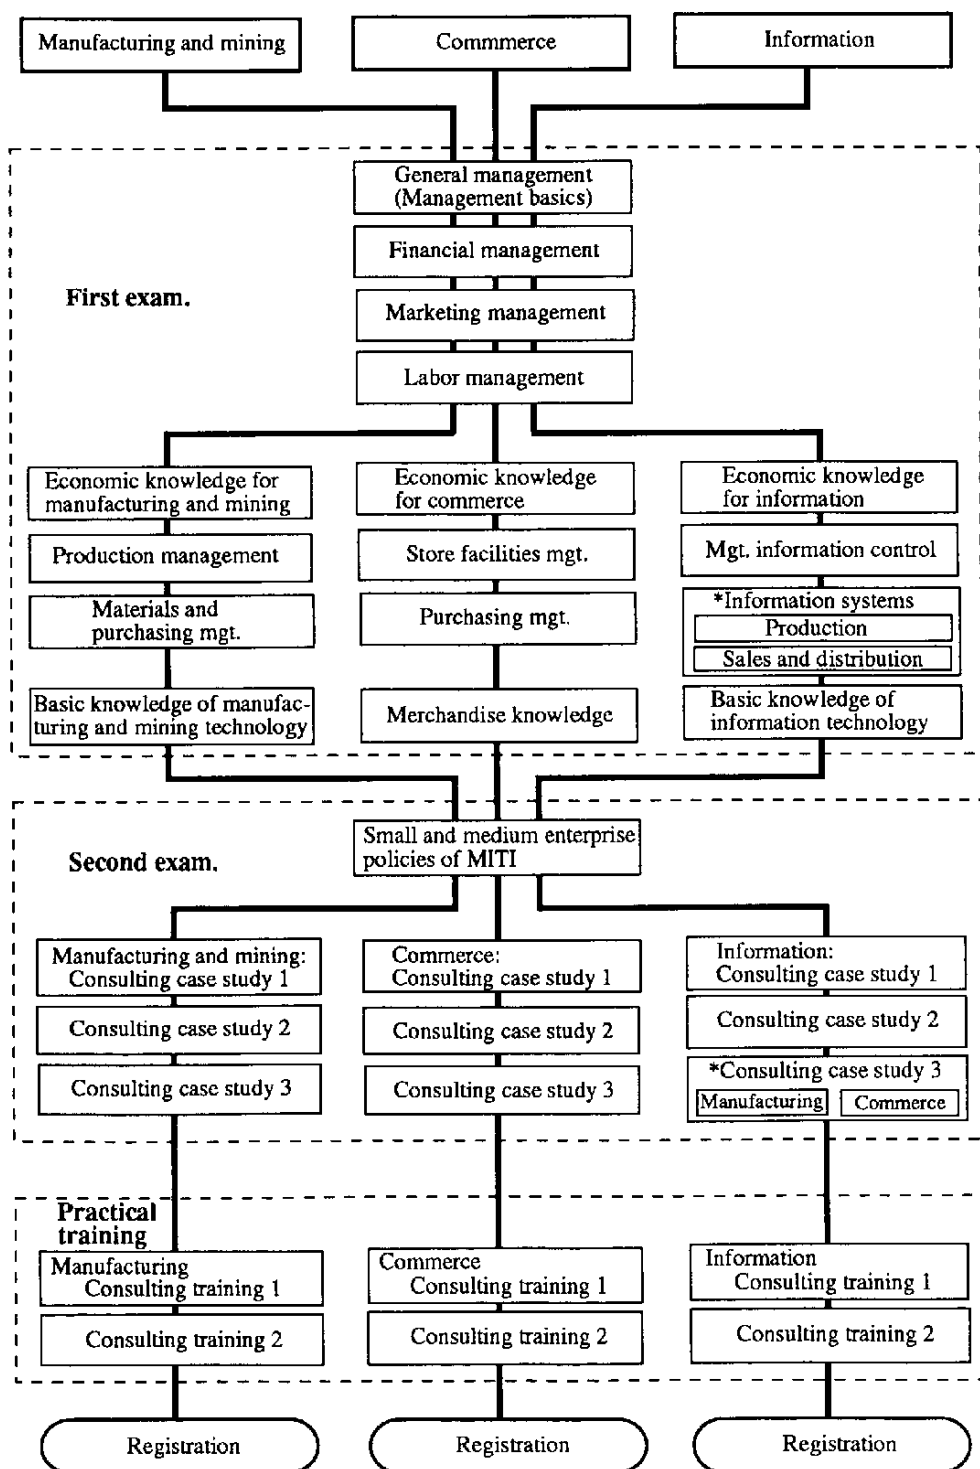 Manufacturing and mining
Commmerce
Information
General management
(Management basics)
Financial management
First exam.
Marketing management
Labor management
Economic knowledge for
manufacturing and mining
Economic knowledge
for commerce
Economic knowledge
for information
Production management
Store facilities mgt.
Mgt. information control
Materials and
purchasing mgt.
Purchasing mgt.
*Information systems
Production
Sales and distribution
Basic knowledge of manufac-
turing and mining technology
Merchandise knowledge
Basic knowledge of
information technology
Small and medium enterprise
policies of MITI
Second exam.
Manufacturing and mining:
Consulting case study 1
Commerce:
Consulting case study 1
Information:
Consulting case study 1
Consulting case study 2
Consulting case study 2
Consulting case study 2
Consulting case study 3
Consulting case study 3
*Consulting case study 3
Manufacturing
Commerce
Practical
training
Manufacturing
Consulting training 1
Commerce
Consulting training 1
Information
Consulting training 1
Consulting training 2
Consulting training 2
Consulting training 2
Registration
Registration
Registration